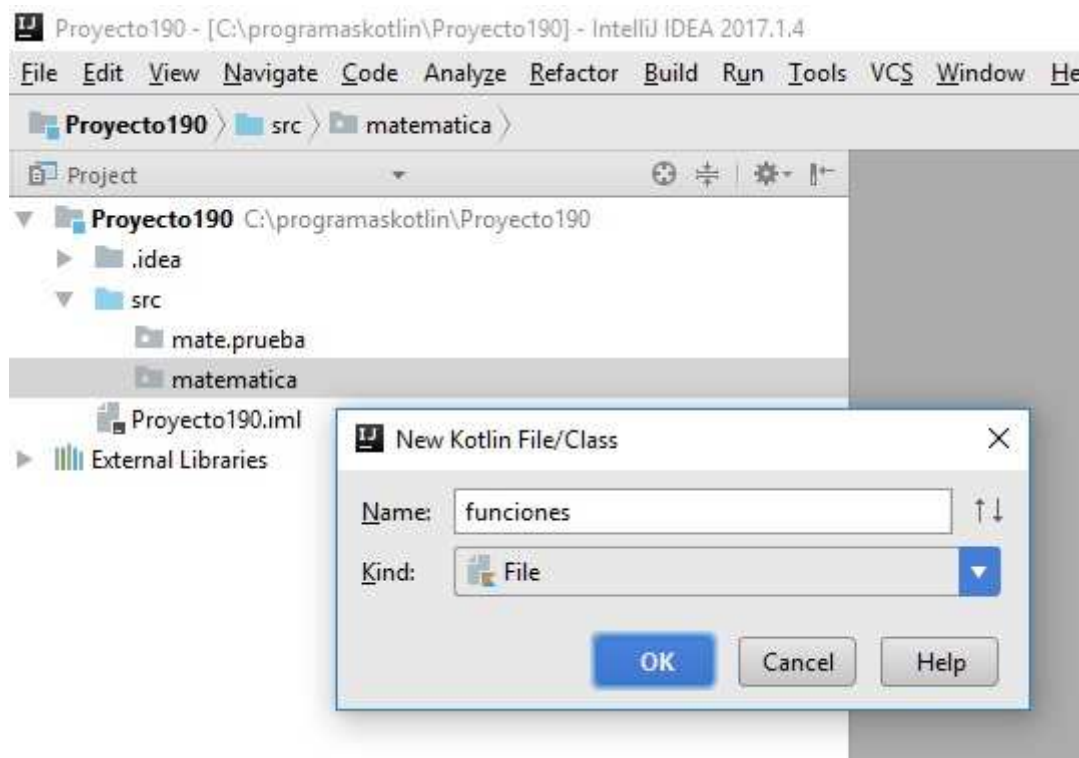 Proyecto190 - [C:\programaskotlin\Proyecto190] - IntelliJ IDEA 2017.1.4
File Edit View Navigate Code Analyze Refactor Build Run Tools VCS Window He
Proyecto190 src matematica
Project
Proyecto190 C:\programaskotlin\Proyecto190
.idea
src
mate.prueba
matematica
Proyecto190.iml
External Libraries
New Kotlin File/Class
Name: funciones
Kind: File
OK Cancel Help